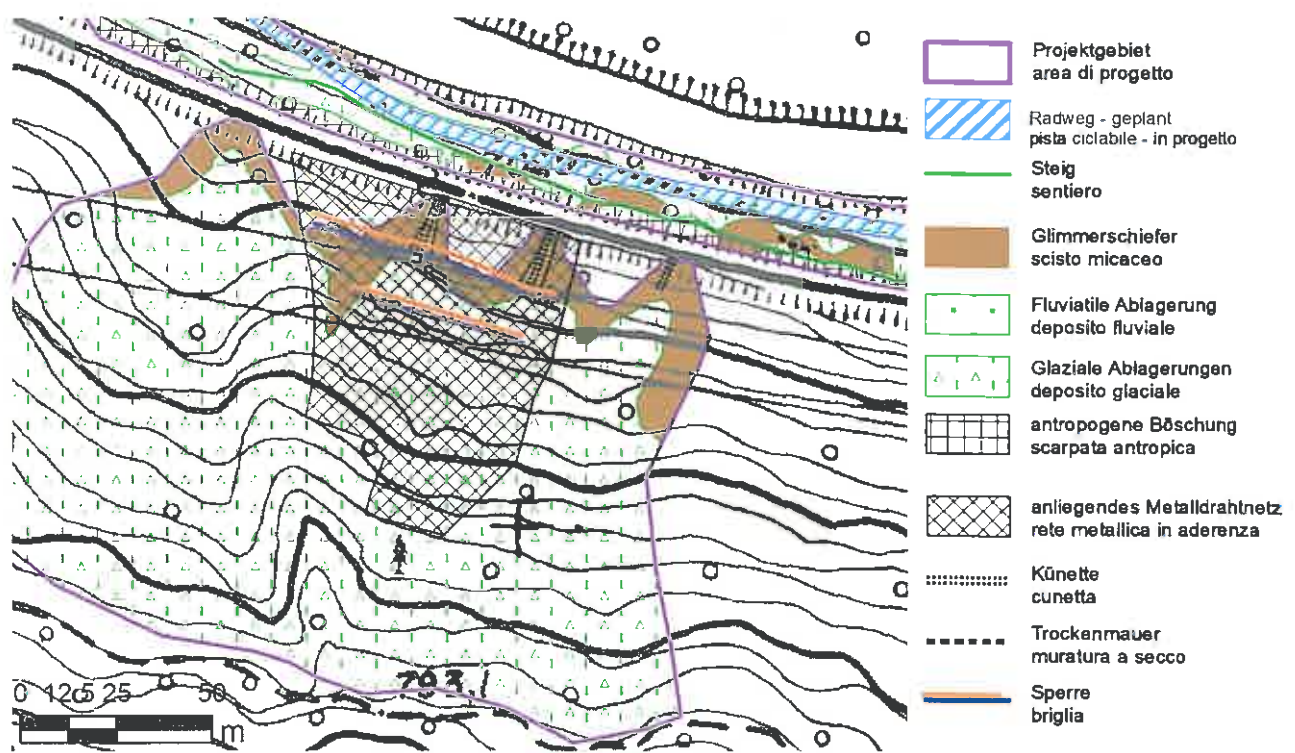 Projektgebiet
area di progetto
Radweg - geplant
pista ciclabile - in progetto
Steig
sentiero
Glimmerschiefer
scisto micaceo
Fluviatile Ablagerung
deposito fluviale
Glaziale Ablagerungen
deposito glaciale
antropogene Böschung
scarpata antropica
anliegendes Metalldrahtnetz
rete metallica in aderenza
Künette
cunetta
Trockenmauer
muratura a secco
Sperre
briglia
0 12,5 25 50
m